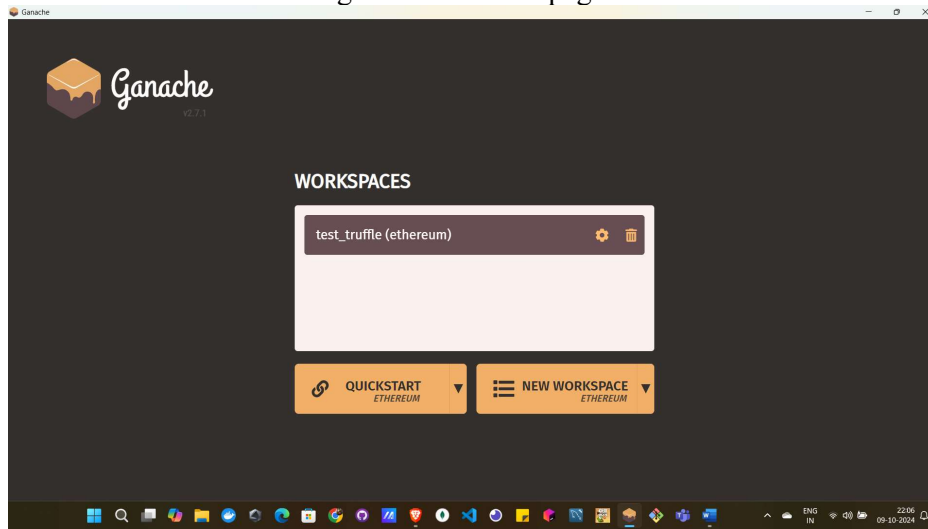 Ganache
Ganache
v2.7.1
WORKSPACES
test_truffle (ethereum)
QUICKSTART
ETHEREUM
NEW WORKSPACE
ETHEREUM
ENG
IN
22:06
09-10-2024